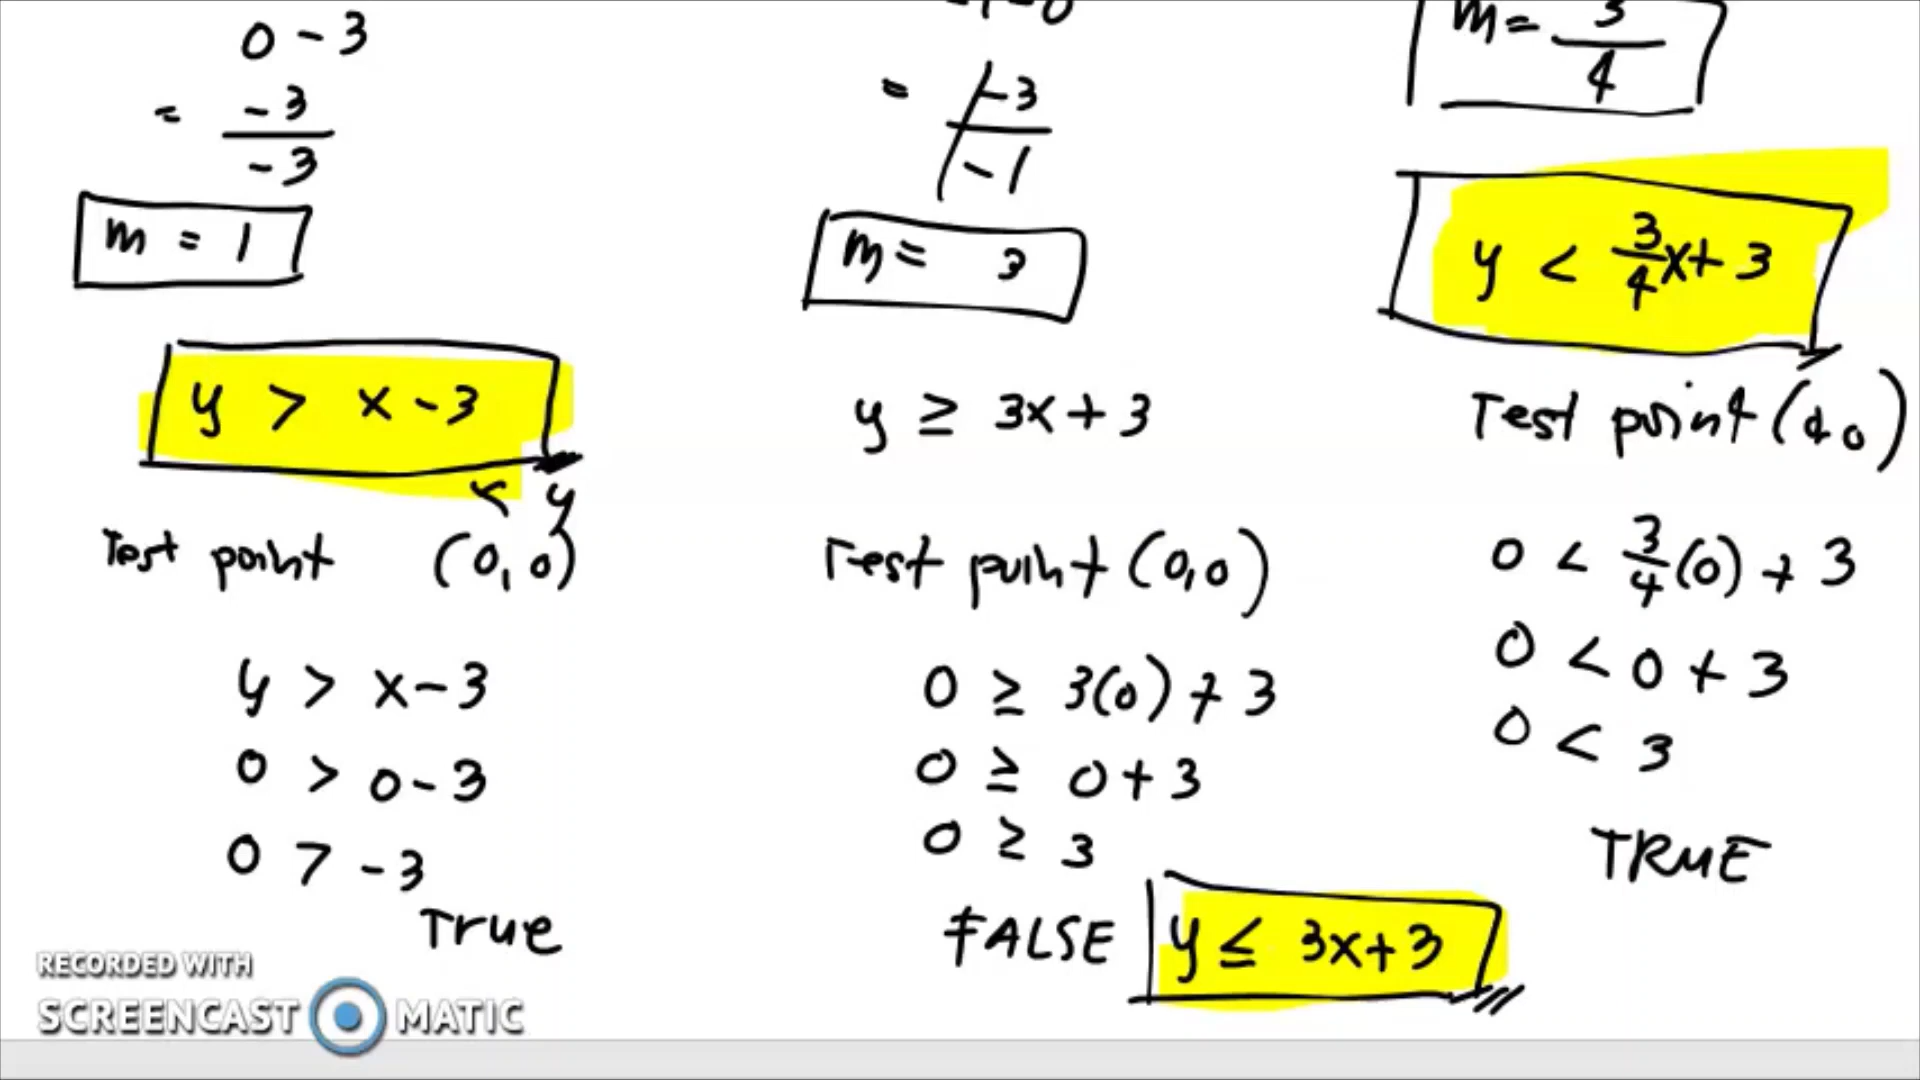 0 - 3
= -3
-3
m = 1
y > x - 3
x y
Test point (0, 0)
y > x - 3
0 > 0 - 3
0 > -3
True
= -3
-1
m = 3
y ≥ 3x + 3
Test point (0,0)
0 ≥ 3(0) + 3
0 ≥ 0 + 3
0 ≥ 3
FALSE y ≤ 3x + 3
m = 3
4
y < 3/4 x + 3
Test point (0,0)
0 < 3/4 (0) + 3
0 < 0 + 3
0 < 3
TRUE
RECORDED WITH
SCREENCAST MATIC